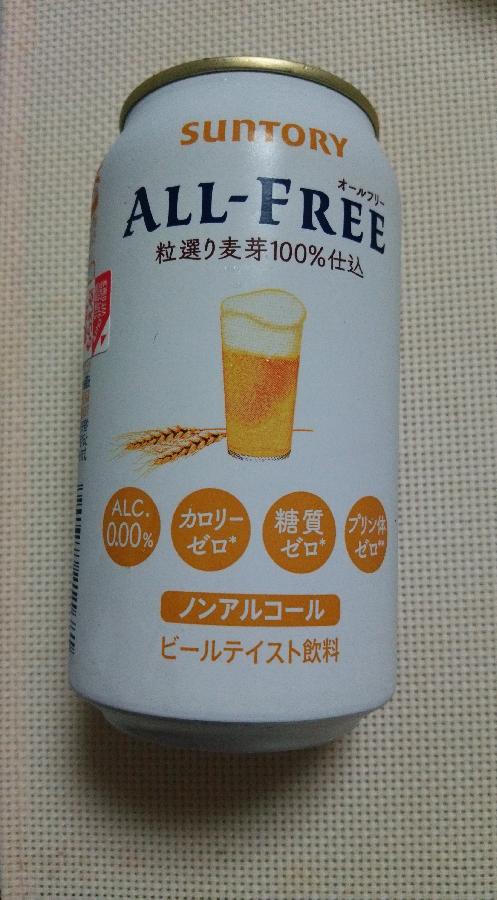 SUNTORY
オールフリー
ALL-FREE
粒選り麦芽100%仕込
ALC.
0.00%
カロリー
ゼロ*
糖質
ゼロ*
プリン体
ゼロ**
ノンアルコール
ビールテイスト飲料